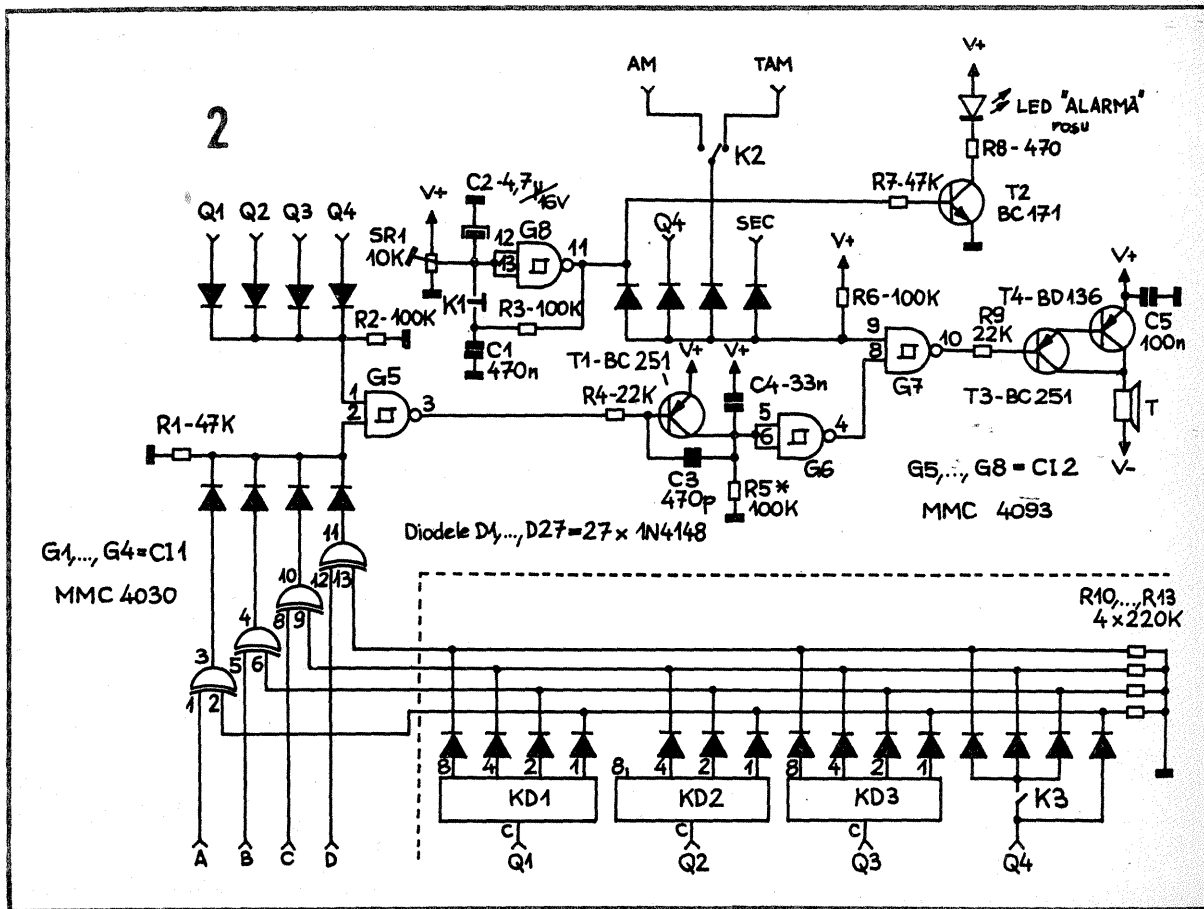 2
AM
TAM
K2
V+
LED "ALARMĂ"
roșu
R8-470
R7-47K
T2
BC171
Q1
Q2
Q3
Q4
V+
C2-4,7µ/16V
SR1
10K
12
13
G8
11
K1
R3-100K
C1
470n
Q4
SEC
V+
R6-100K
R2-100K
1
2
G5
3
T1-BC251
R4-22K
V+
V+
C4-33n
5
6
4
G6
C3
470p
R5*
100K
9
8
10
G7
R9
22K
T4-BD136
V+
C5
100n
T3-BC251
T
V-
R1-47K
G5,...,G8=CI2
MMC 4093
Diodele D1,...,D27=27x1N4148
G1,...,G4=CI1
MMC 4030
11
12
13
10
8
9
4
5
6
3
1
2
R10,...,R13
4x220K
8
4
2
1
8
4
2
1
8
4
2
1
KD1
KD2
KD3
K3
C
C
C
A
B
C
D
Q1
Q2
Q3
Q4